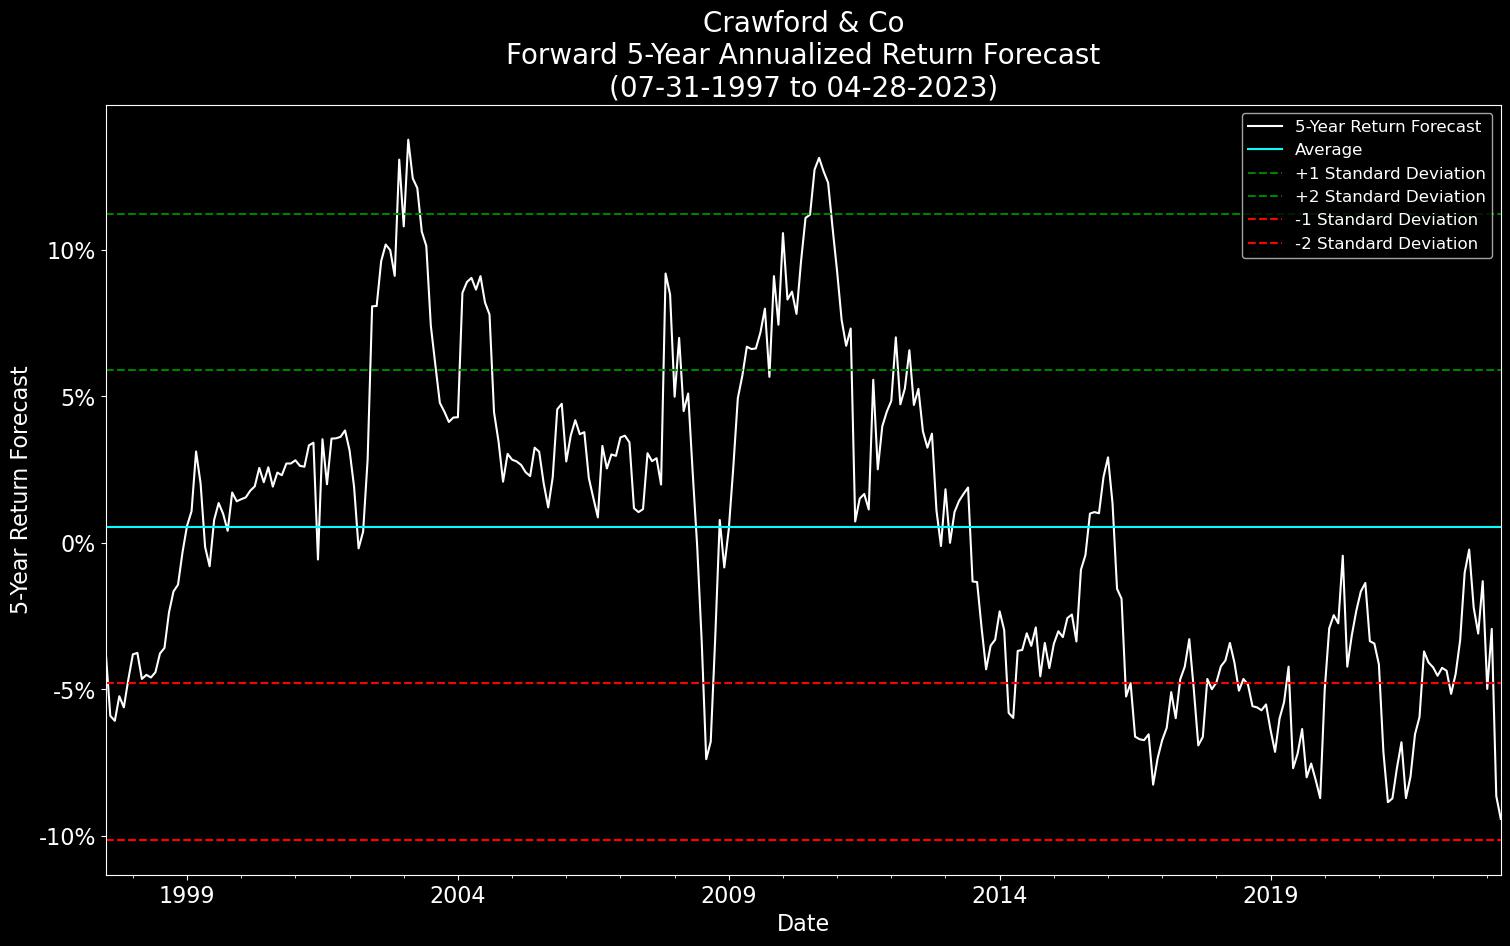 Crawford & Co
Forward 5-Year Annualized Return Forecast
(07-31-1997 to 04-28-2023)
5-Year Return Forecast
Average
+1 Standard Deviation
+2 Standard Deviation
-1 Standard Deviation
-2 Standard Deviation
5-Year Return Forecast
10%
5%
0%
-5%
-10%
1999
2004
2009
2014
2019
Date